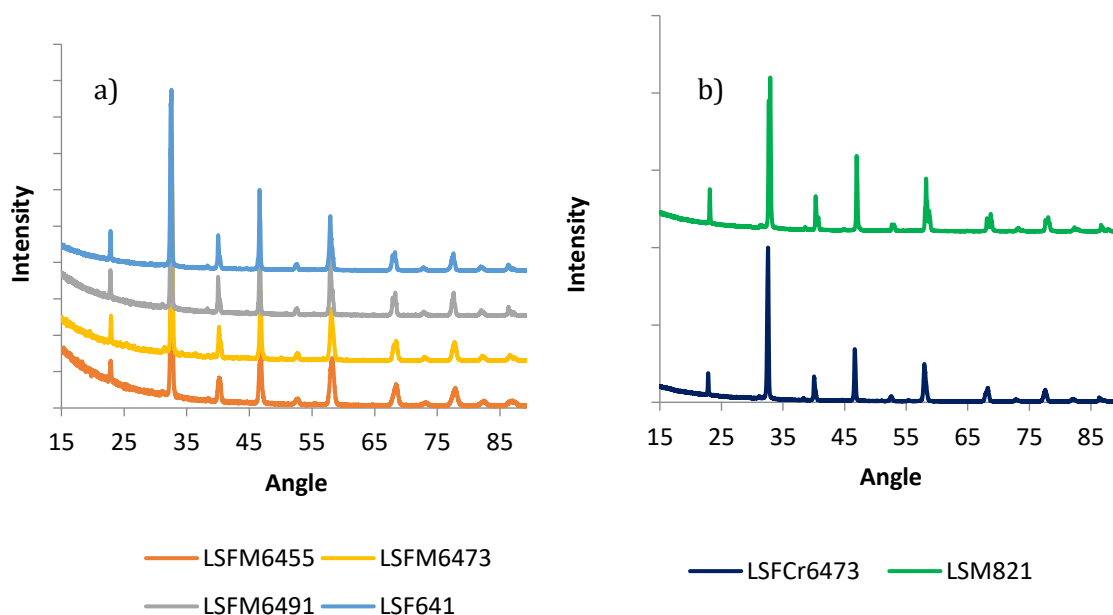 a)
Intensity
15 25 35 45 55 65 75 85
Angle
LSFM6455 LSFM6473
LSFM6491 LSF641
b)
Intensity
15 25 35 45 55 65 75 85
Angle
LSFCr6473 LSM821